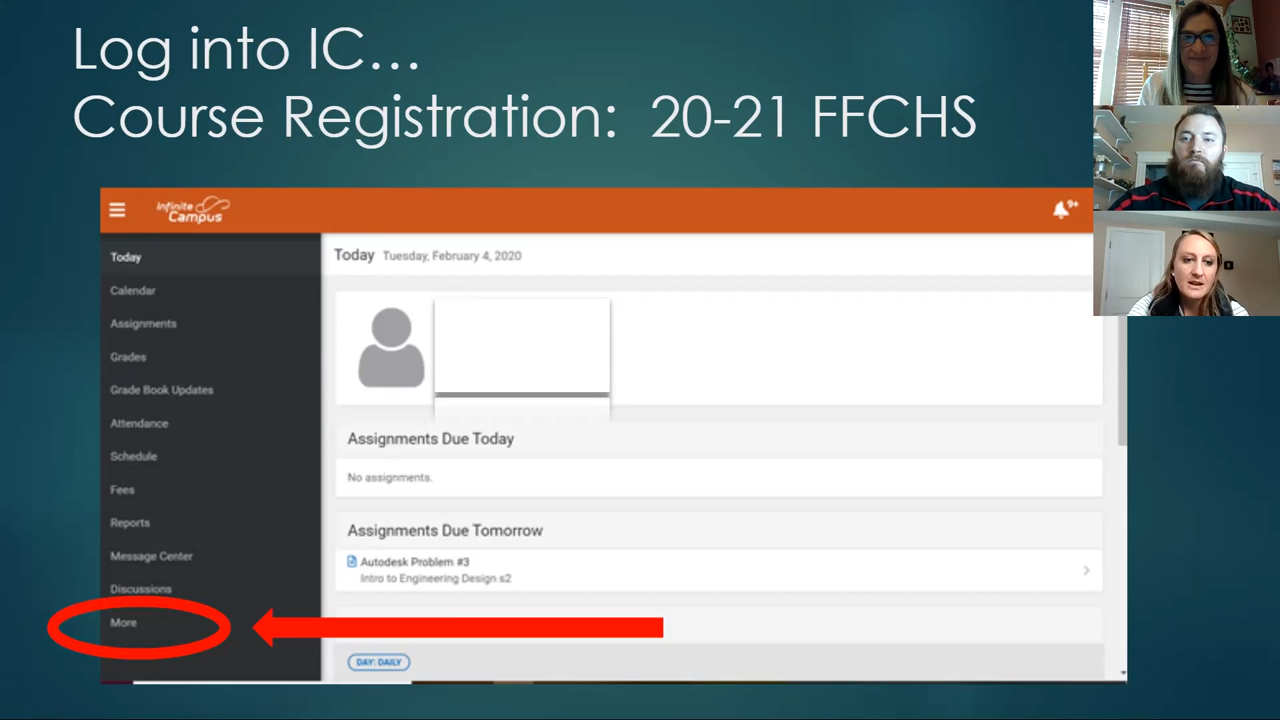 Log into IC…
Course Registration:  20-21 FFCHS
Infinite
Campus
9+
Today
Calendar
Assignments
Grades
Grade Book Updates
Attendance
Schedule
Fees
Reports
Message Center
Discussions
More
Today Tuesday, February 4, 2020
Assignments Due Today
No assignments.
Assignments Due Tomorrow
Autodesk Problem #3
Intro to Engineering Design s2
DAY: DAILY